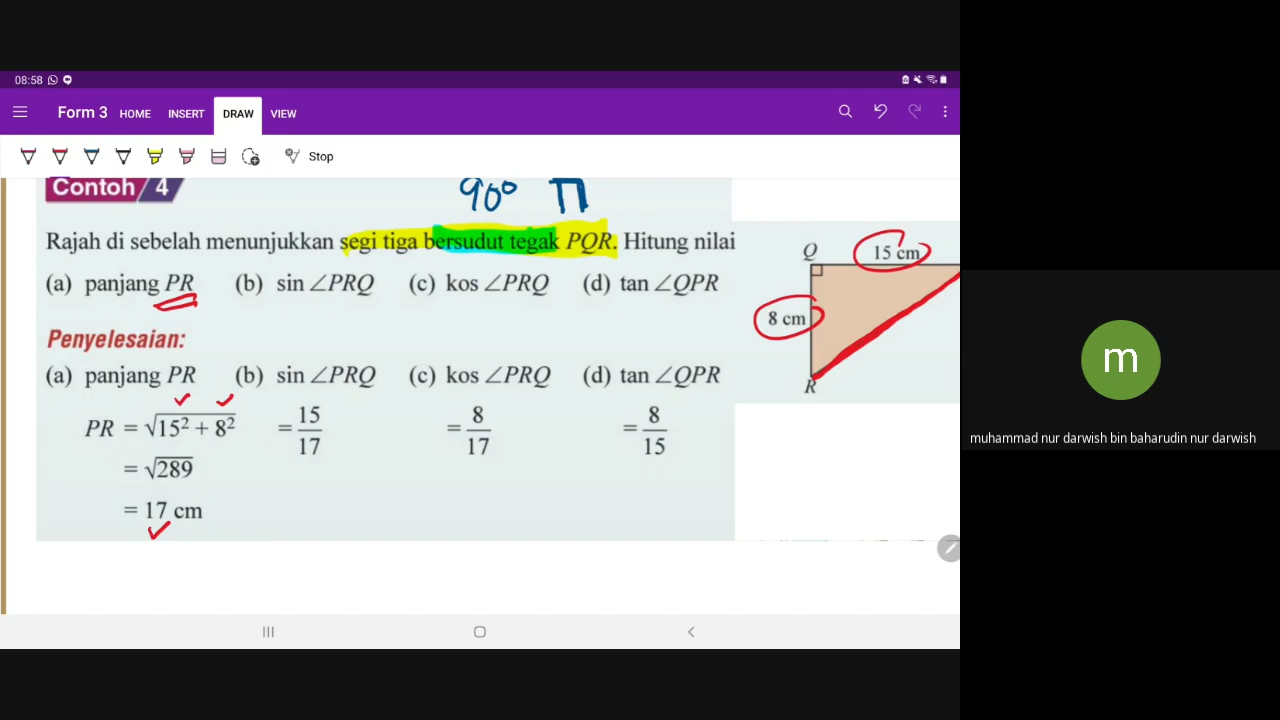 08:58
Form 3 HOME INSERT DRAW VIEW
Stop
Contoh 4
90°
Rajah di sebelah menunjukkan segi tiga bersudut tegak PQR. Hitung nilai
(a) panjang PR (b) sin ∠PRQ (c) kos ∠PRQ (d) tan ∠QPR
Q 15 cm
8 cm
R
Penyelesaian:
(a) panjang PR (b) sin ∠PRQ (c) kos ∠PRQ (d) tan ∠QPR
PR = √15² + 8² = 15/17 = 8/17 = 8/15
= √289
= 17 cm
m
muhammad nur darwish bin baharudin nur darwish